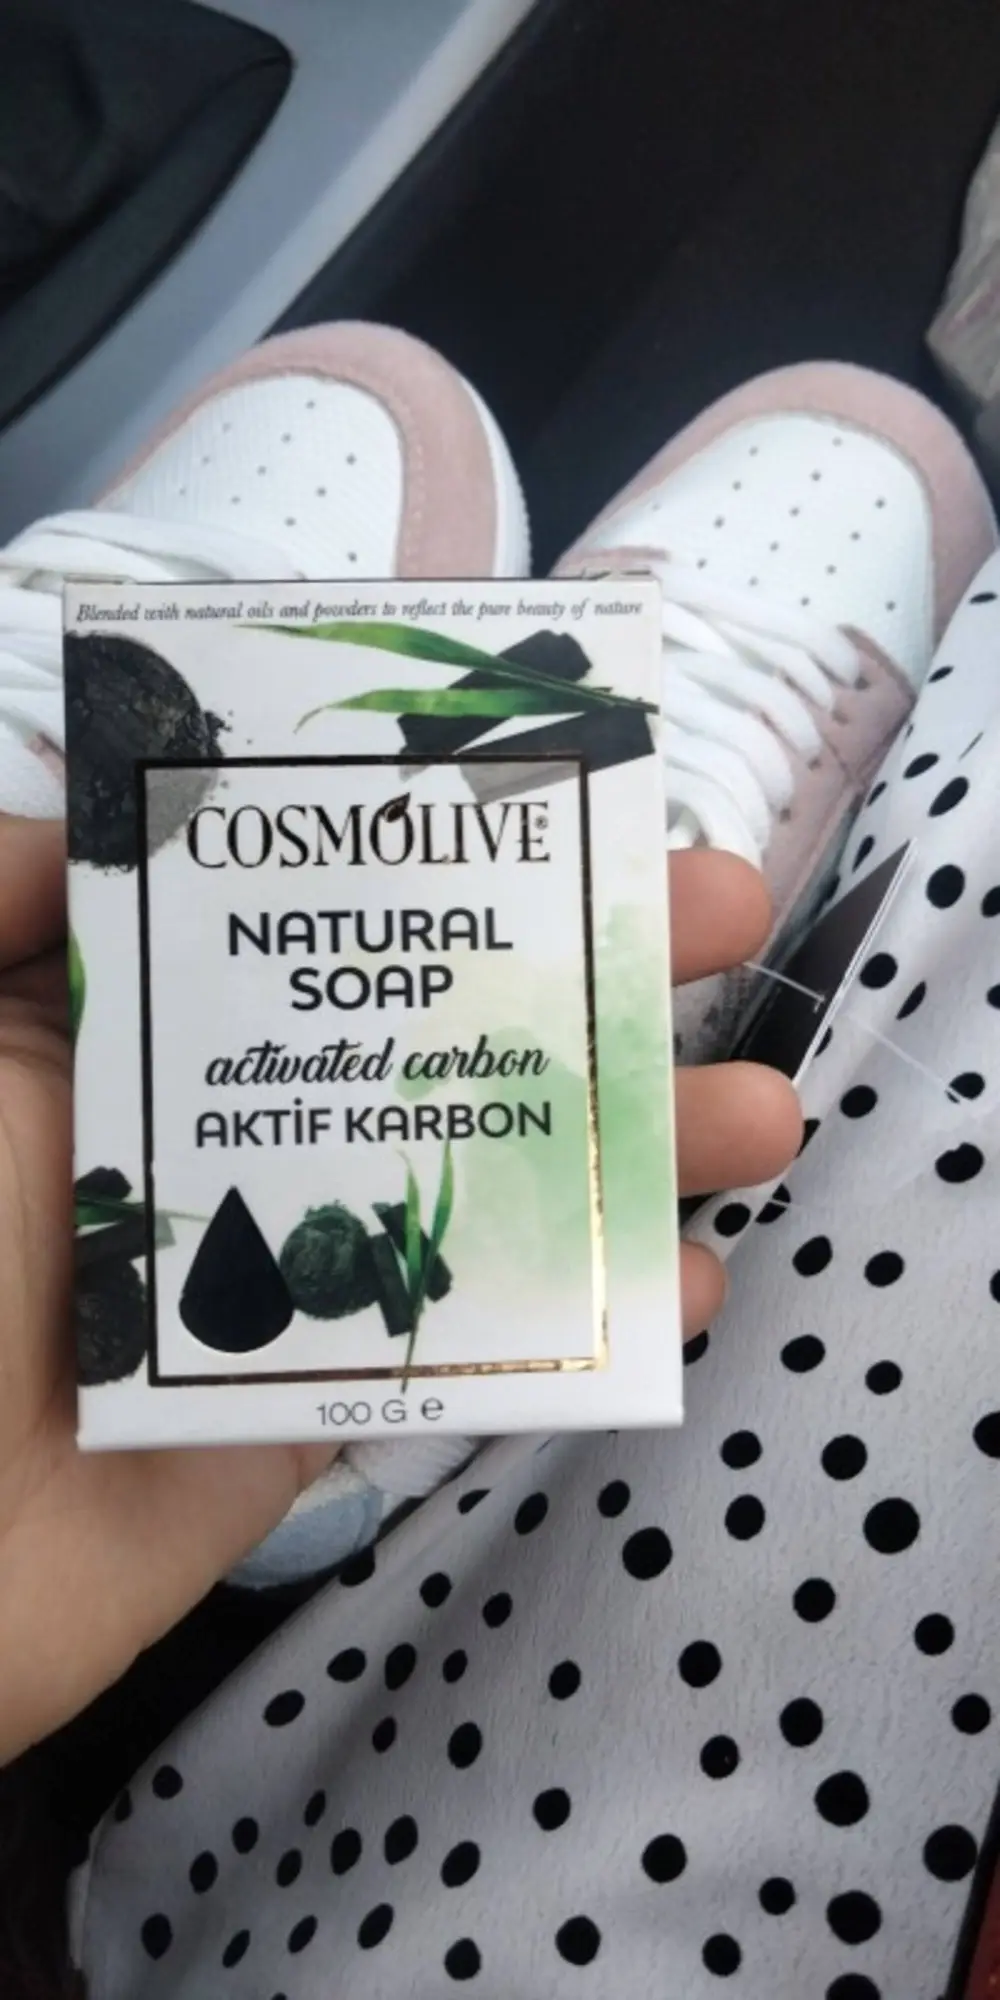 Blended with natural oils and powders to reflect the pure beauty of nature
COSMOLIVE®
NATURAL
SOAP
activated carbon
AKTİF KARBON
100 G ℮